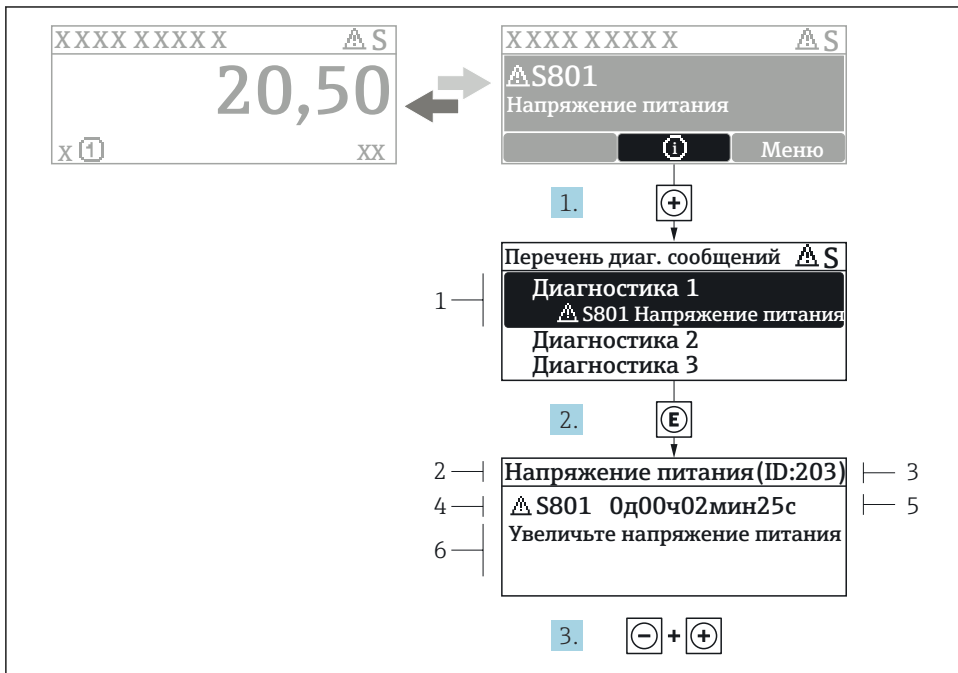 XXXX XXXXX ⚠S
20,50
X 1 XX
XXXX XXXXX ⚠S
⚠S801
Напряжение питания
i Меню
1. +
Перечень диаг. сообщений ⚠S
1 Диагностика 1
⚠ S801 Напряжение питания
Диагностика 2
Диагностика 3
2. E
2 Напряжение питания (ID:203) 3
4 ⚠ S801 0д00ч02мин25с 5
6 Увеличьте напряжение питания
3. - + +